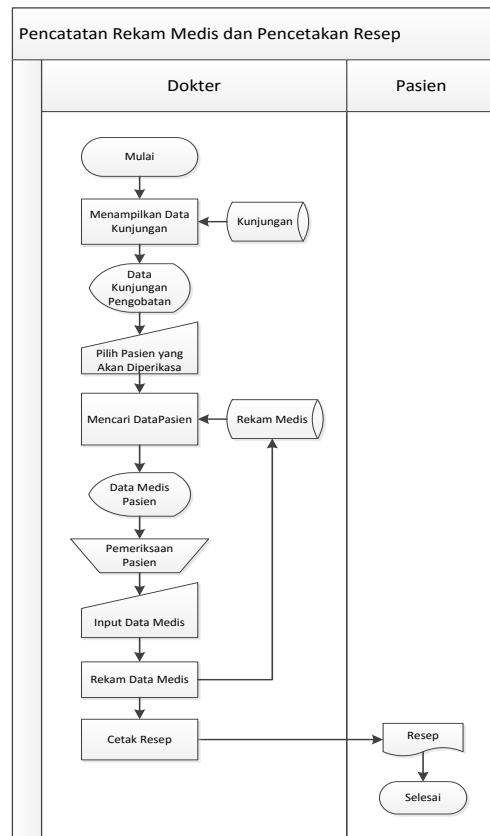 Pencatatan Rekam Medis dan Pencetakan Resep
Dokter
Pasien
Mulai
Menampilkan Data
Kunjungan
Kunjungan
Data
Kunjungan
Pengobatan
Pilih Pasien yang
Akan Diperikasa
Mencari DataPasien
Rekam Medis
Data Medis
Pasien
Pemeriksaan
Pasien
Input Data Medis
Rekam Data Medis
Cetak Resep
Resep
Selesai